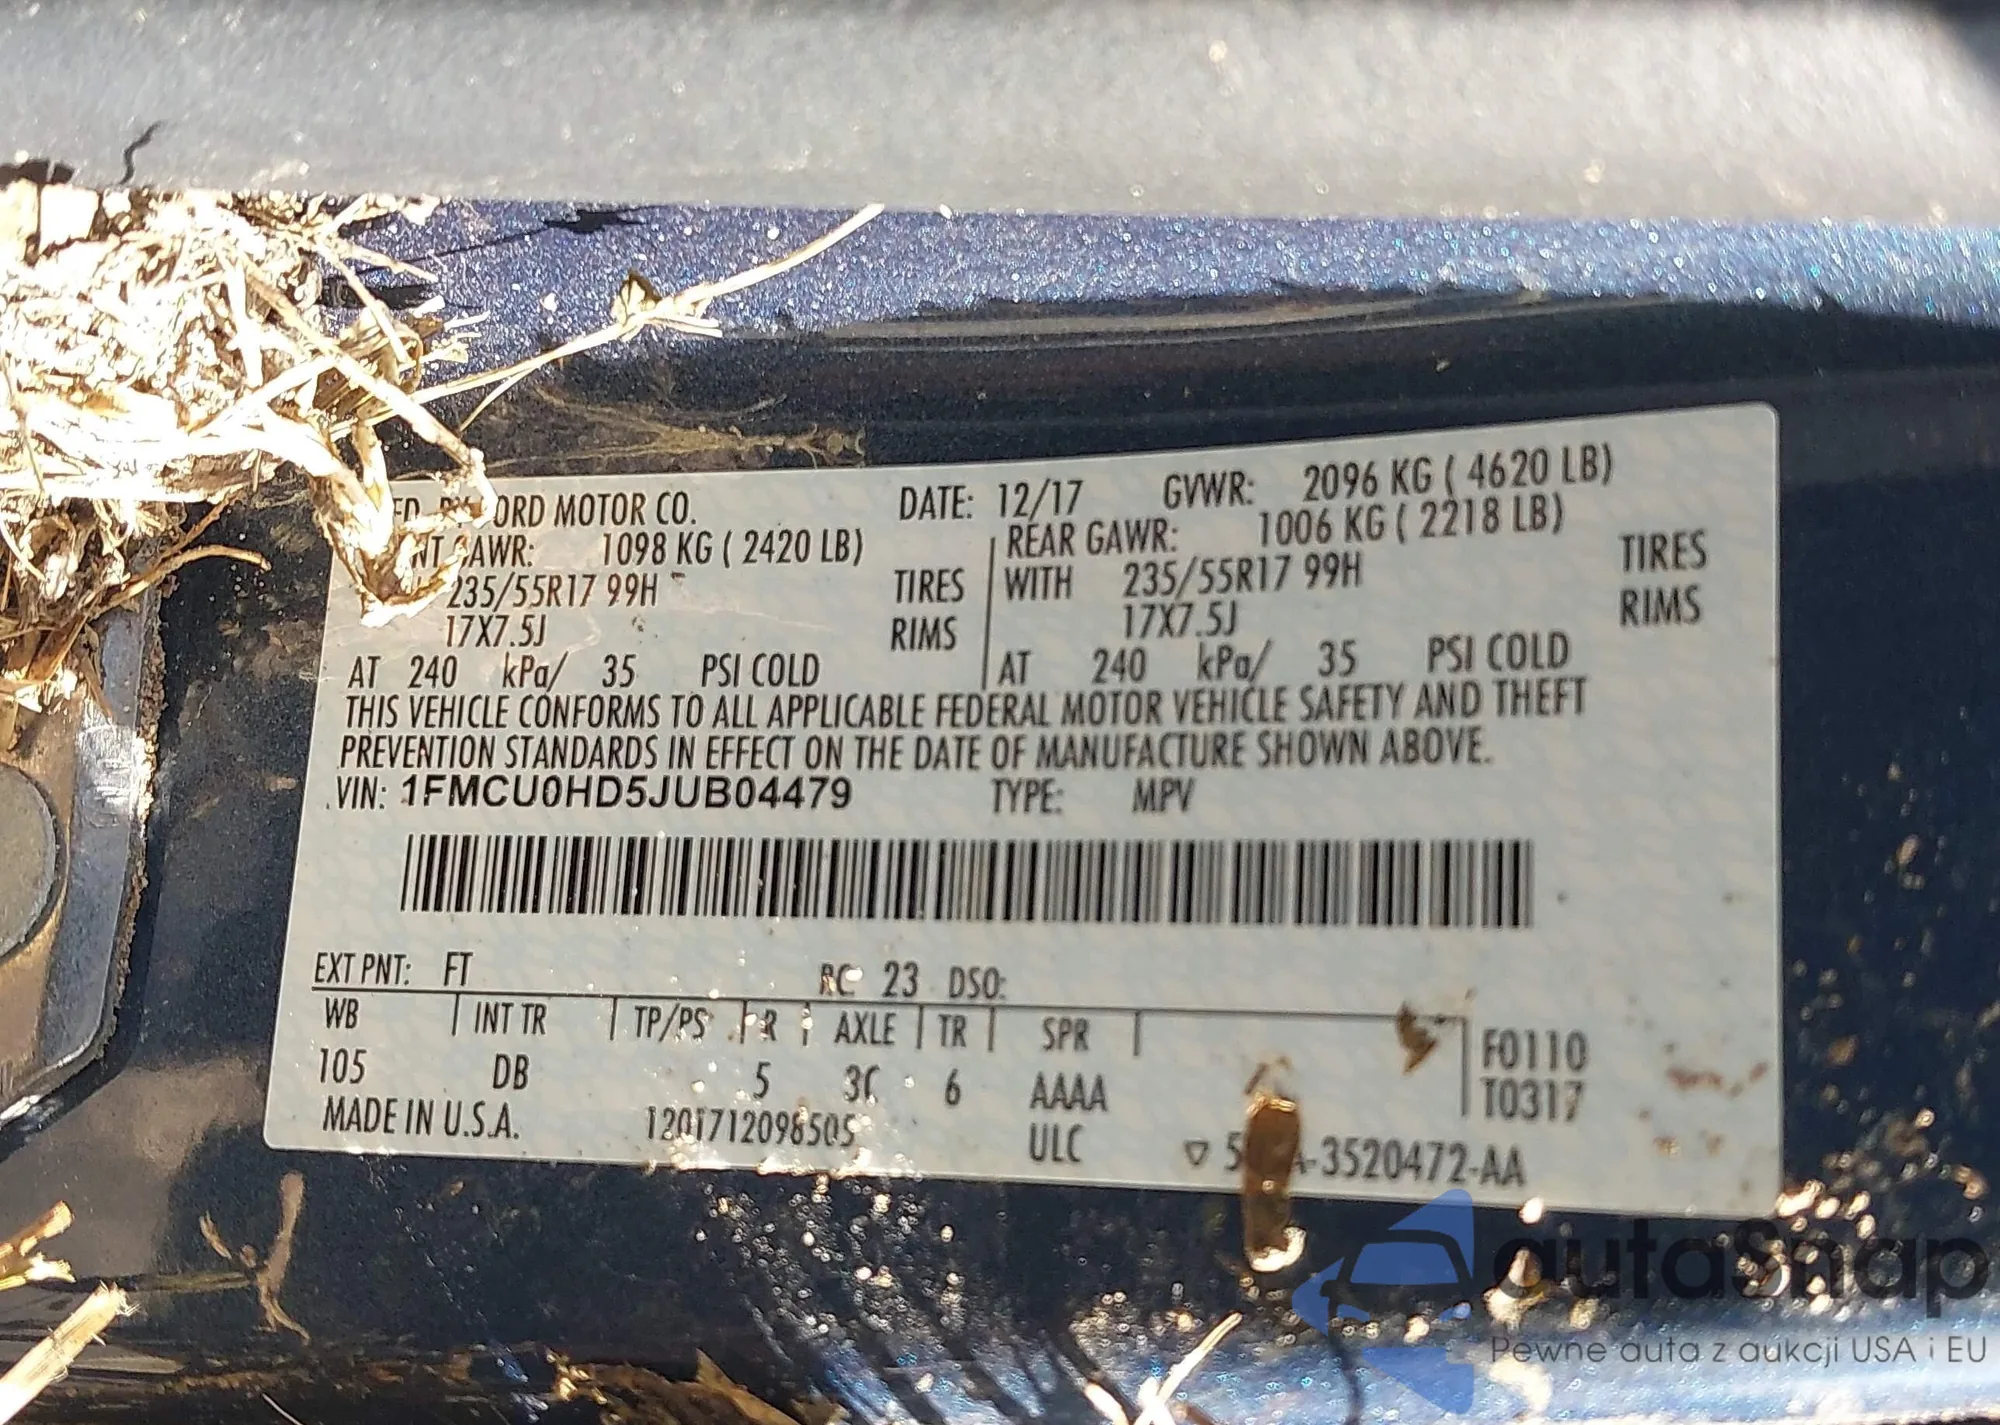 ORD MOTOR CO. DATE: 12/17 GVWR: 2096 KG ( 4620 LB)
GAWR: 1098 KG ( 2420 LB) REAR GAWR: 1006 KG ( 2218 LB)
235/55R17 99H TIRES WITH 235/55R17 99H TIRES
17X7.5J RIMS 17X7.5J RIMS
AT 240 kPa/ 35 PSI COLD AT 240 kPa/ 35 PSI COLD
THIS VEHICLE CONFORMS TO ALL APPLICABLE FEDERAL MOTOR VEHICLE SAFETY AND THEFT
PREVENTION STANDARDS IN EFFECT ON THE DATE OF MANUFACTURE SHOWN ABOVE.
VIN: 1FMCU0HD5JUB04479 TYPE: MPV
EXT PNT: FT RC 23 DSO:
WB INT TR TP/PS R AXLE TR SPR F0110
105 DB 5 6 AAAA T0317
MADE IN U.S.A. 1201712098505 ULC -3520472-AA
autaSnap
Pewne auta z aukcji USA i EU